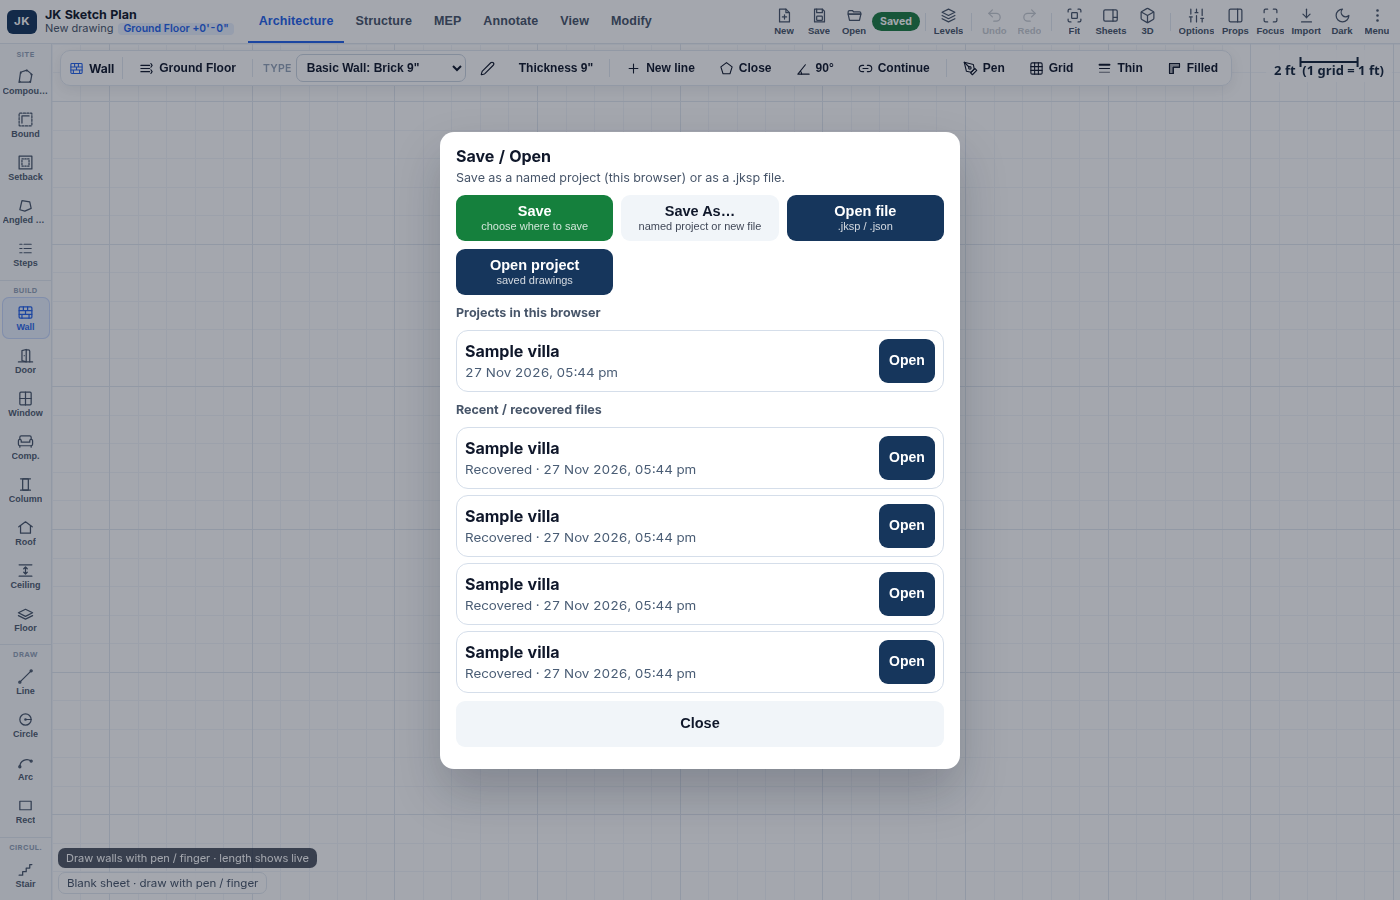 JK
JK Sketch Plan
New drawing
Ground Floor +0'-0"
Architecture
Structure
MEP
Annotate
View
Modify
New
Save
Open
Saved
Levels
Undo
Redo
Fit
Sheets
3D
Options
Props
Focus
Import
Dark
Menu
Wall
Ground Floor
TYPE
Basic Wall: Brick 9"
Thickness 9"
New line
Close
90°
Continue
Pen
Grid
Thin
Filled
2 ft (1 grid = 1 ft)
SITE
Compou…
Bound
Setback
Angled …
Steps
BUILD
Wall
Door
Window
Comp.
Column
Roof
Ceiling
Floor
DRAW
Line
Circle
Arc
Rect
CIRCUL.
Stair
Save / Open
Save as a named project (this browser) or as a .jksp file.
Save
choose where to save
Save As…
named project or new file
Open file
.jksp / .json
Open project
saved drawings
Projects in this browser
Sample villa
27 Nov 2026, 05:44 pm
Open
Recent / recovered files
Sample villa
Recovered · 27 Nov 2026, 05:44 pm
Open
Sample villa
Recovered · 27 Nov 2026, 05:44 pm
Open
Sample villa
Recovered · 27 Nov 2026, 05:44 pm
Open
Sample villa
Recovered · 27 Nov 2026, 05:44 pm
Open
Close
Draw walls with pen / finger · length shows live
Blank sheet · draw with pen / finger